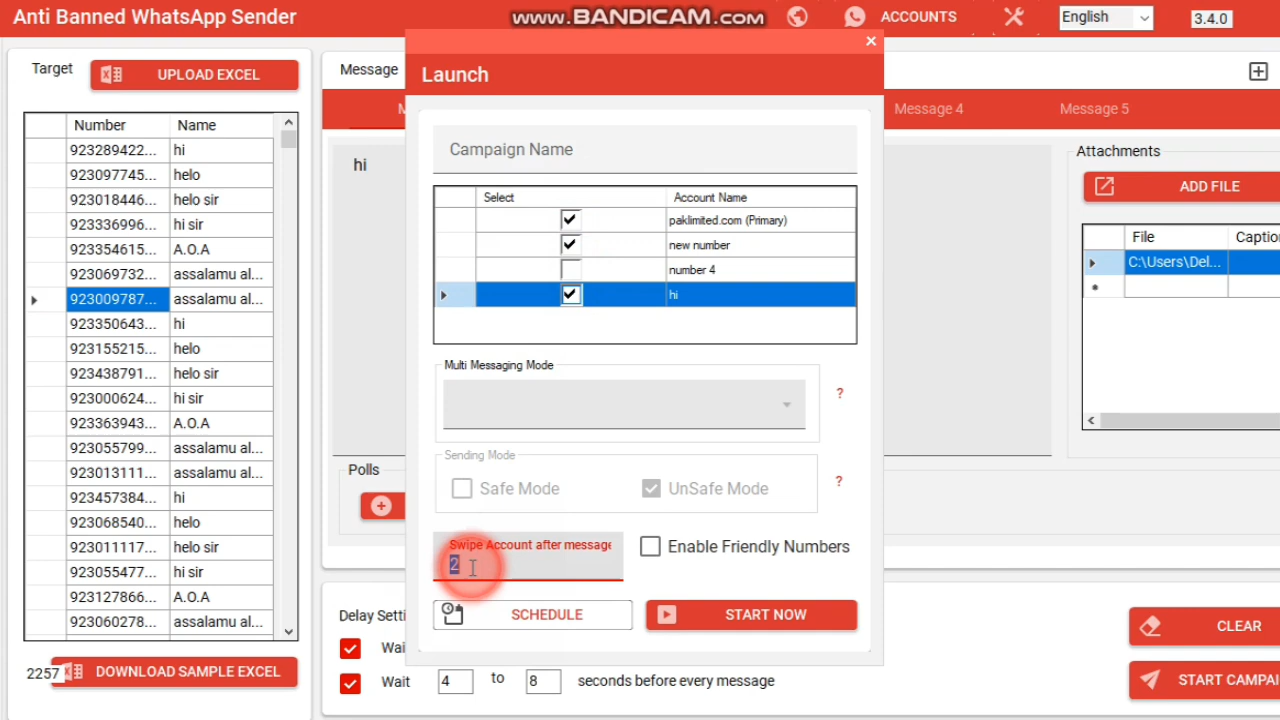 Anti Banned WhatsApp Sender
www.BANDICAM.com
ACCOUNTS
English
3.4.0
Target
UPLOAD EXCEL
Number Name
923289422... hi
923097745... helo
923018446... helo sir
923336996... hi sir
923354615... A.O.A
923069732... assalamu al...
923009787... assalamu al...
923350643... hi
923155215... helo
923438791... helo sir
923000624... hi sir
923363943... A.O.A
923055799... assalamu al...
923013111... assalamu al...
923457384... hi
923068540... helo
923011117... helo sir
923055477... hi sir
923127866... A.O.A
923060278... assalamu al...
2257
DOWNLOAD SAMPLE EXCEL
Message
M
Message 4
Message 5
hi
Polls
Launch
Campaign Name
Select Account Name
paklimited.com (Primary)
new number
number 4
hi
Multi Messaging Mode
?
Sending Mode
Safe Mode
UnSafe Mode
?
Swipe Account after message
2
Enable Friendly Numbers
SCHEDULE
START NOW
Attachments
ADD FILE
File Captio
C:\Users\Del...
Delay Setti
Wai
Wait 4 to 8 seconds before every message
CLEAR
START CAMPAI